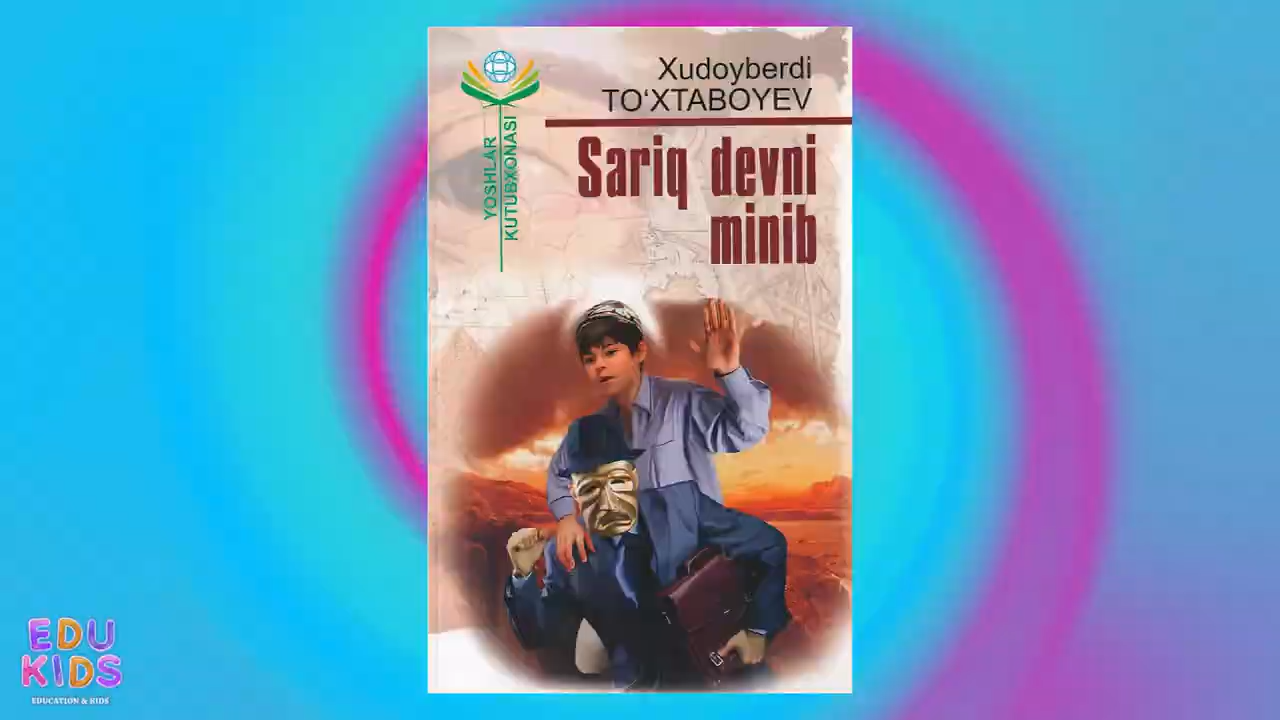 Xudoyberdi
TO‘XTABOYEV
Sariq devni
minib
YOSHLAR
KUTUBXONASI
EDU
KIDS
EDUCATION & KIDS